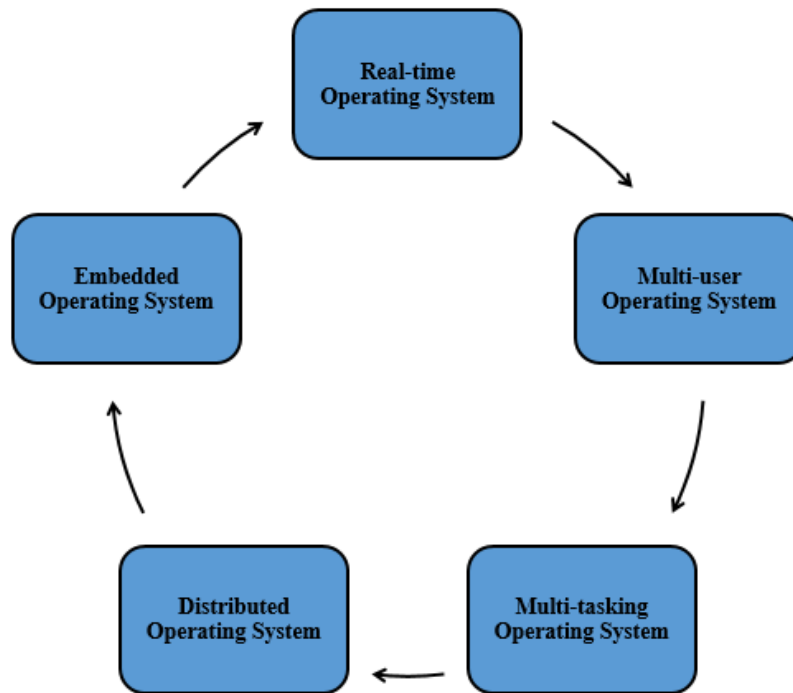 Real-time
Operating System
Multi-user
Operating System
Multi-tasking
Operating System
Distributed
Operating System
Embedded
Operating System